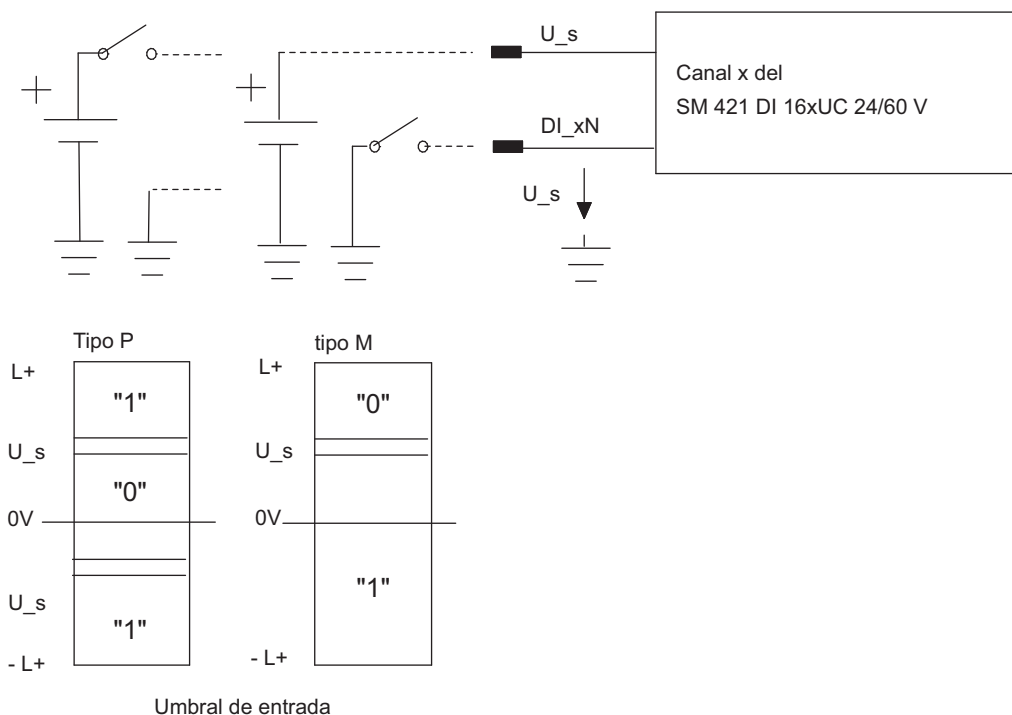 U_s
+
+
Canal x del
SM 421 DI 16xUC 24/60 V
DI_xN
U_s
Tipo P
tipo M
L+
"1"
L+
"0"
U_s
U_s
"0"
0V
0V
"1"
U_s
"1"
- L+
- L+
Umbral de entrada